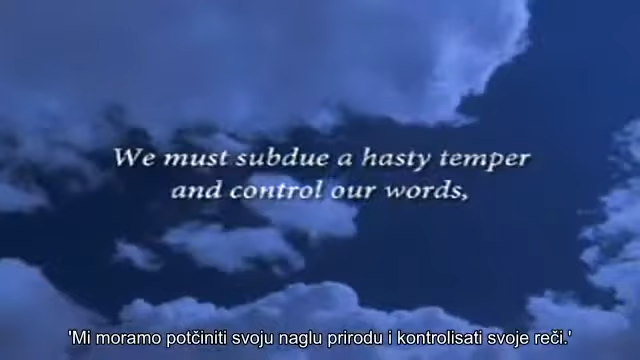 We must subdue a hasty temper
and control our words,
'Mi moramo potčiniti svoju naglu prirodu i kontrolisati svoje reči.'